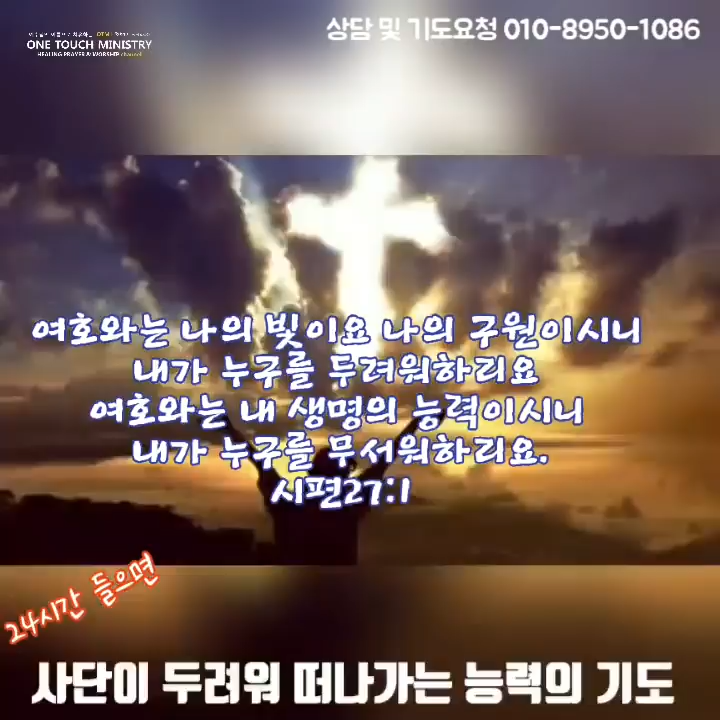 상담 및 기도요청 010-8950-1086
ONE TOUCH MINISTRY
HEALING PRAYER & WORSHIP channel
여호와는 나의 빛이요 나의 구원이시니
내가 누구를 두려워하리요
여호와는 내 생명의 능력이시니
내가 누구를 무서워하리요.
시편27:1
24시간 들으면
사단이 두려워 떠나가는 능력의 기도